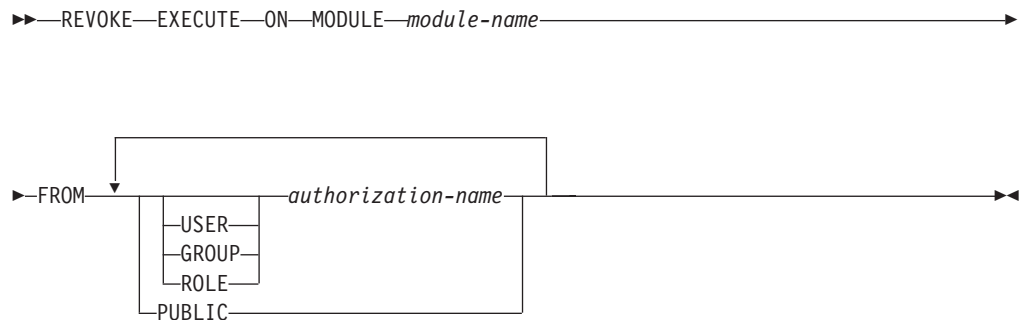 REVOKE EXECUTE ON MODULE module-name
FROM authorization-name
USER
GROUP
ROLE
PUBLIC